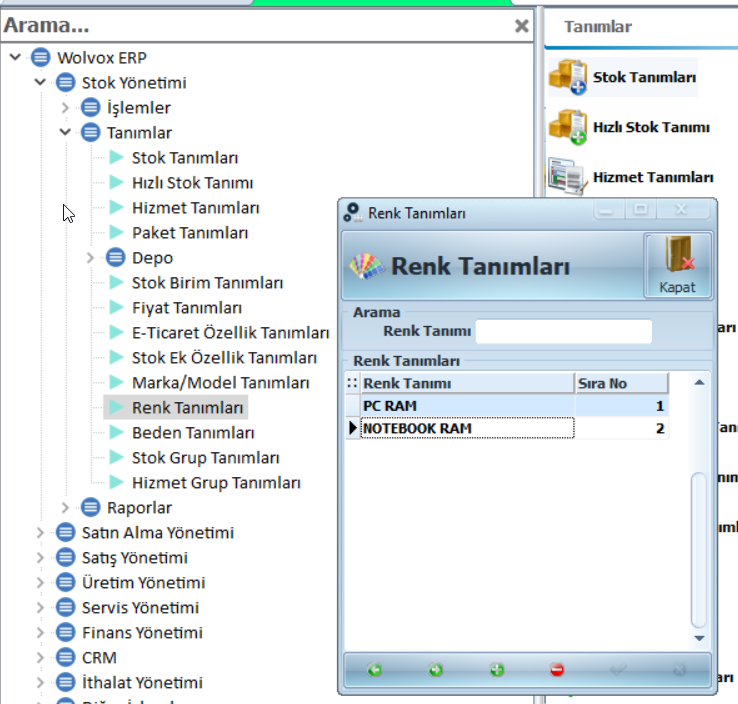 Arama...
Wolvox ERP
Stok Yönetimi
İşlemler
Tanımlar
Stok Tanımları
Hızlı Stok Tanımı
Hizmet Tanımları
Paket Tanımları
Depo
Stok Birim Tanımları
Fiyat Tanımları
E-Ticaret Özellik Tanımları
Stok Ek Özellik Tanımları
Marka/Model Tanımları
Renk Tanımları
Beden Tanımları
Stok Grup Tanımları
Hizmet Grup Tanımları
Raporlar
Satın Alma Yönetimi
Satış Yönetimi
Üretim Yönetimi
Servis Yönetimi
Finans Yönetimi
CRM
İthalat Yönetimi
Tanımlar
Stok Tanımları
Hızlı Stok Tanımı
Hizmet Tanımları
Renk Tanımları
Renk Tanımları
Kapat
Arama
Renk Tanımı
Renk Tanımları
Renk Tanımı Sıra No
PC RAM 1
NOTEBOOK RAM 2